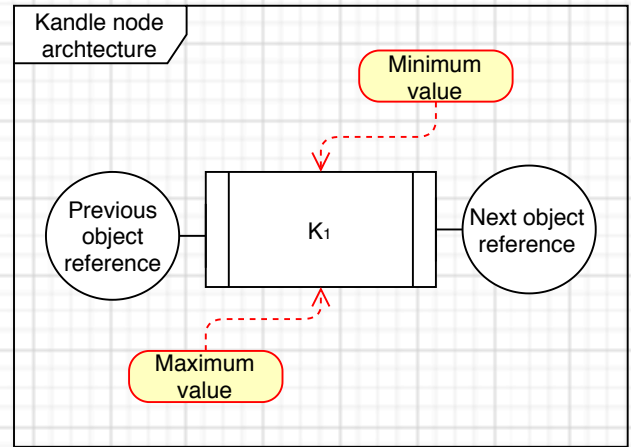 Kandle node
archtecture
Minimum
value
Previous
object
reference
K₁
Next object
reference
Maximum
value